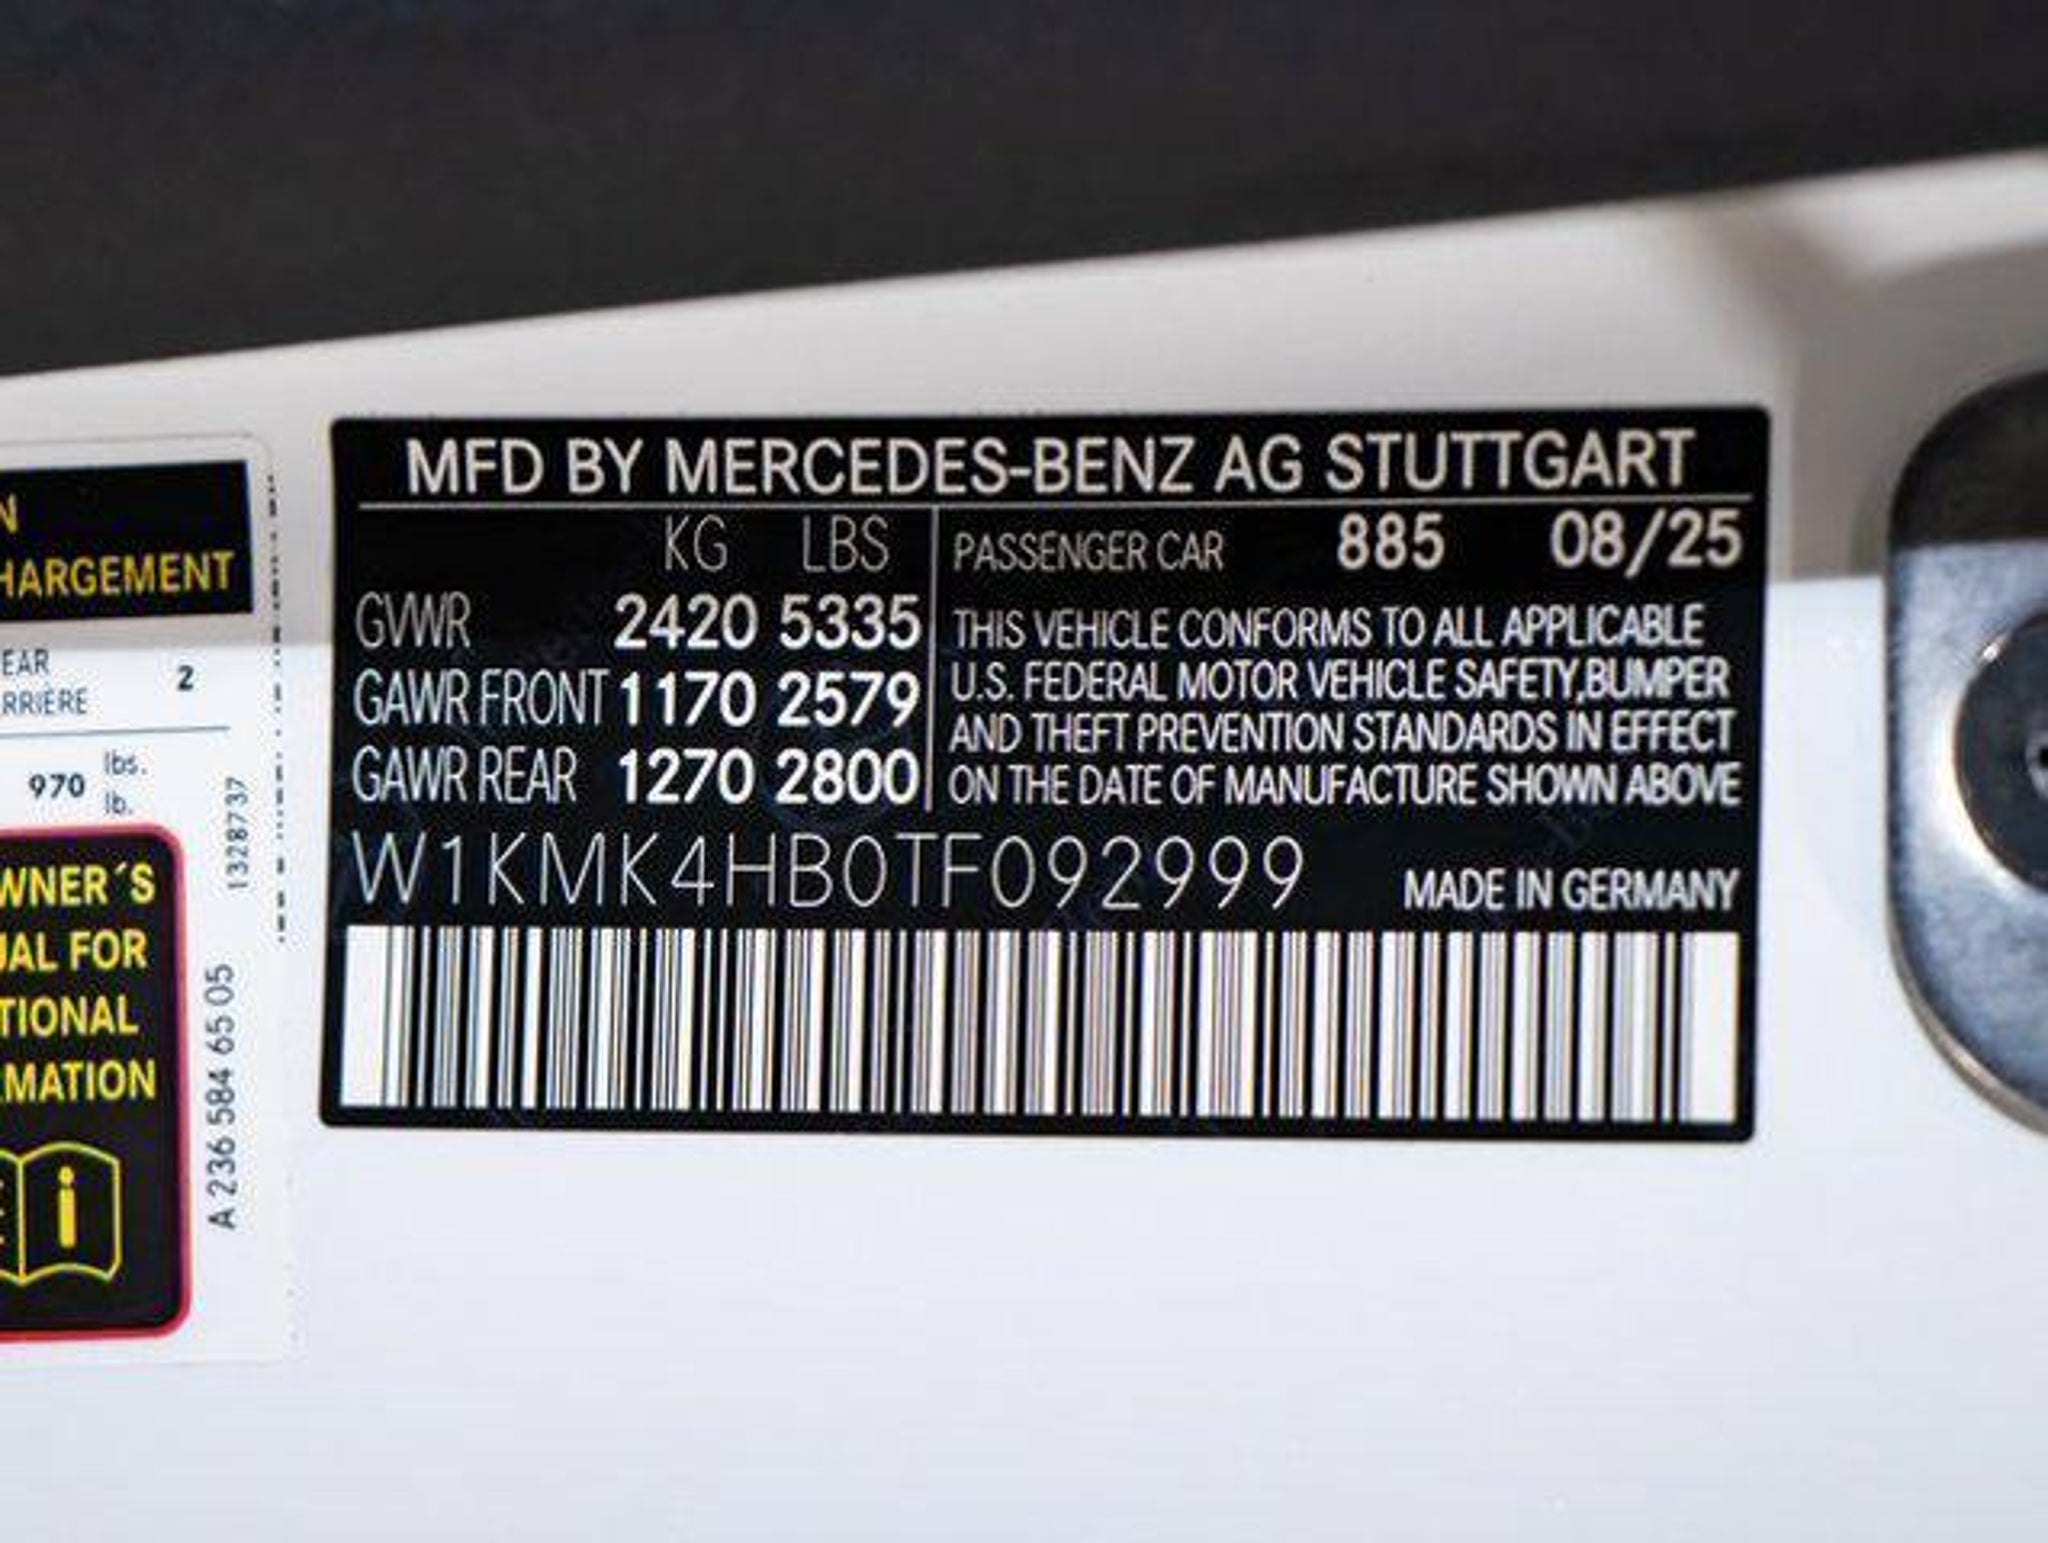 N
HARGEMENT
EAR 2
RRIÈRE
970 lbs.
lb.
WNER´S
UAL FOR
TIONAL
RMATION
i
1328737
A 236 584 65 05
MFD BY MERCEDES-BENZ AG STUTTGART
KG LBS
GVWR 2420 5335
GAWR FRONT 1170 2579
GAWR REAR 1270 2800
PASSENGER CAR 885 08/25
THIS VEHICLE CONFORMS TO ALL APPLICABLE
U.S. FEDERAL MOTOR VEHICLE SAFETY,BUMPER
AND THEFT PREVENTION STANDARDS IN EFFECT
ON THE DATE OF MANUFACTURE SHOWN ABOVE
W1KMK4HB0TF092999
MADE IN GERMANY